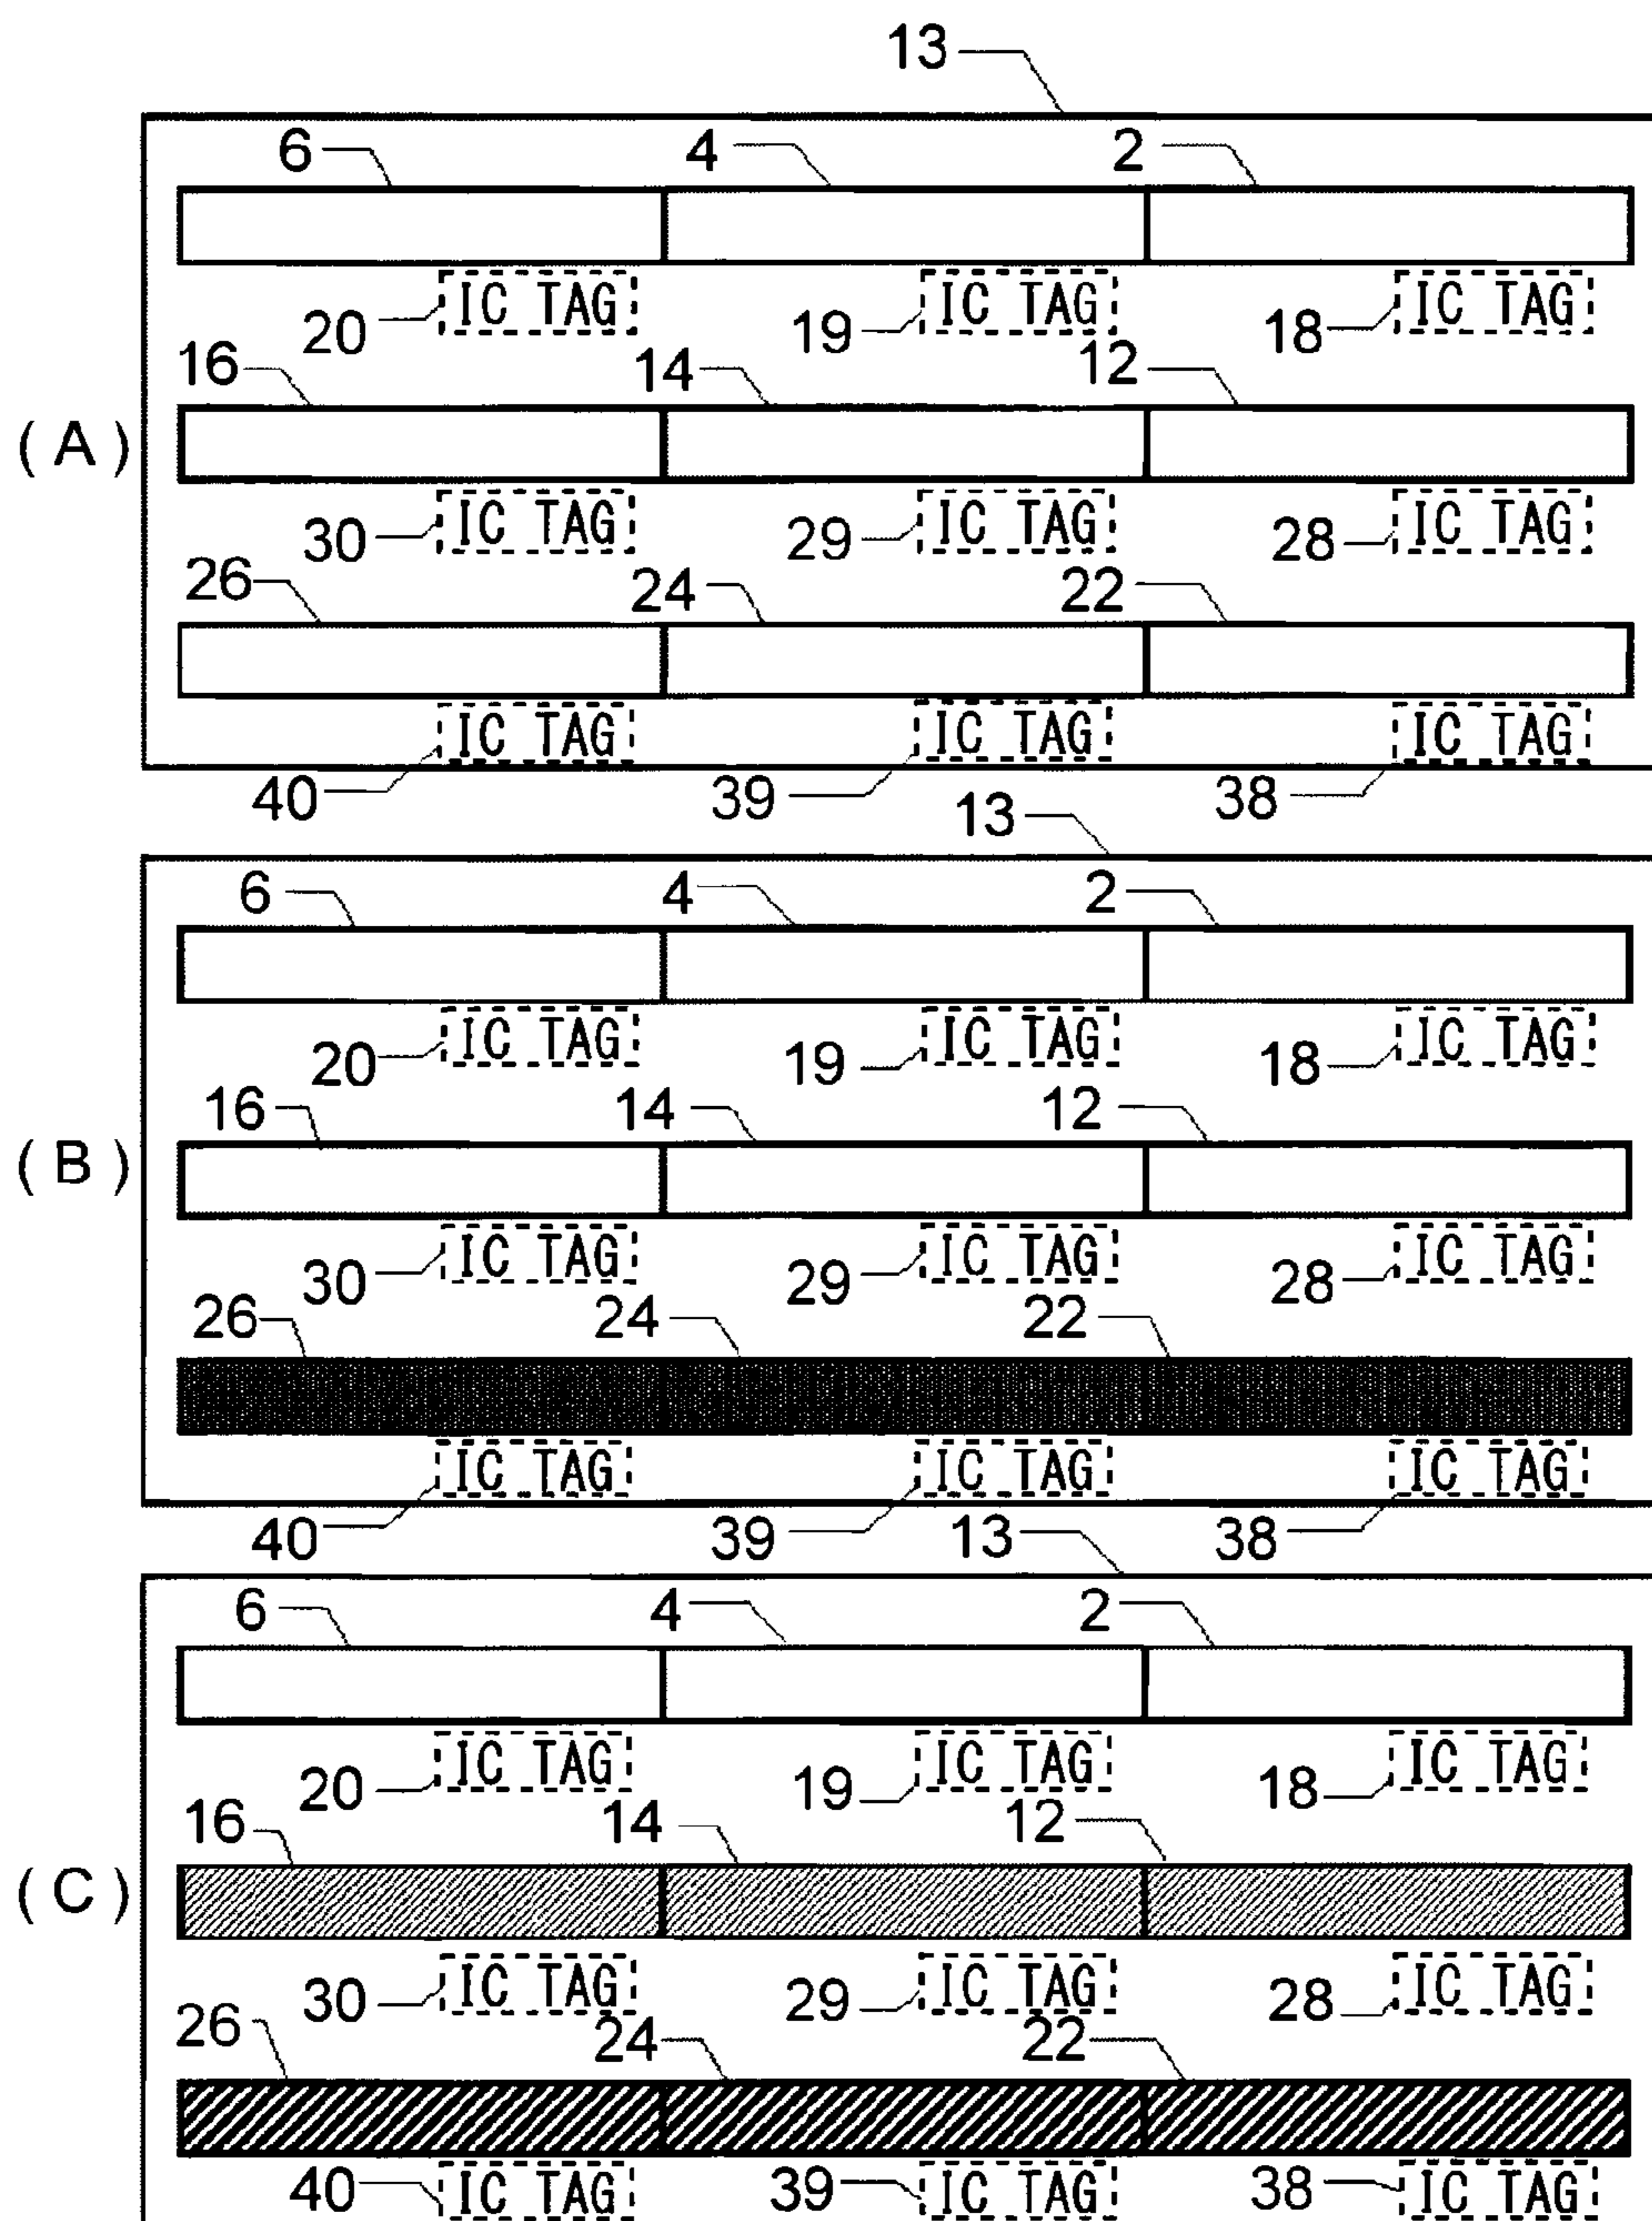 13
6 4 2
20 IC TAG 19 IC TAG 18 IC TAG
16 14 12
(A)
30 IC TAG 29 IC TAG 28 IC TAG
26 24 22
IC TAG IC TAG IC TAG
40 39 38
13
6 4 2
20 IC TAG 19 IC TAG 18 IC TAG
16 14 12
(B)
30 IC TAG 29 IC TAG 28 IC TAG
26 24 22
IC TAG IC TAG IC TAG
40 39 13 38
6 4 2
20 IC TAG 19 IC TAG 18 IC TAG
16 14 12
(C)
30 IC TAG 29 IC TAG 28 IC TAG
26 24 22
40 IC TAG 39 IC TAG 38 IC TAG